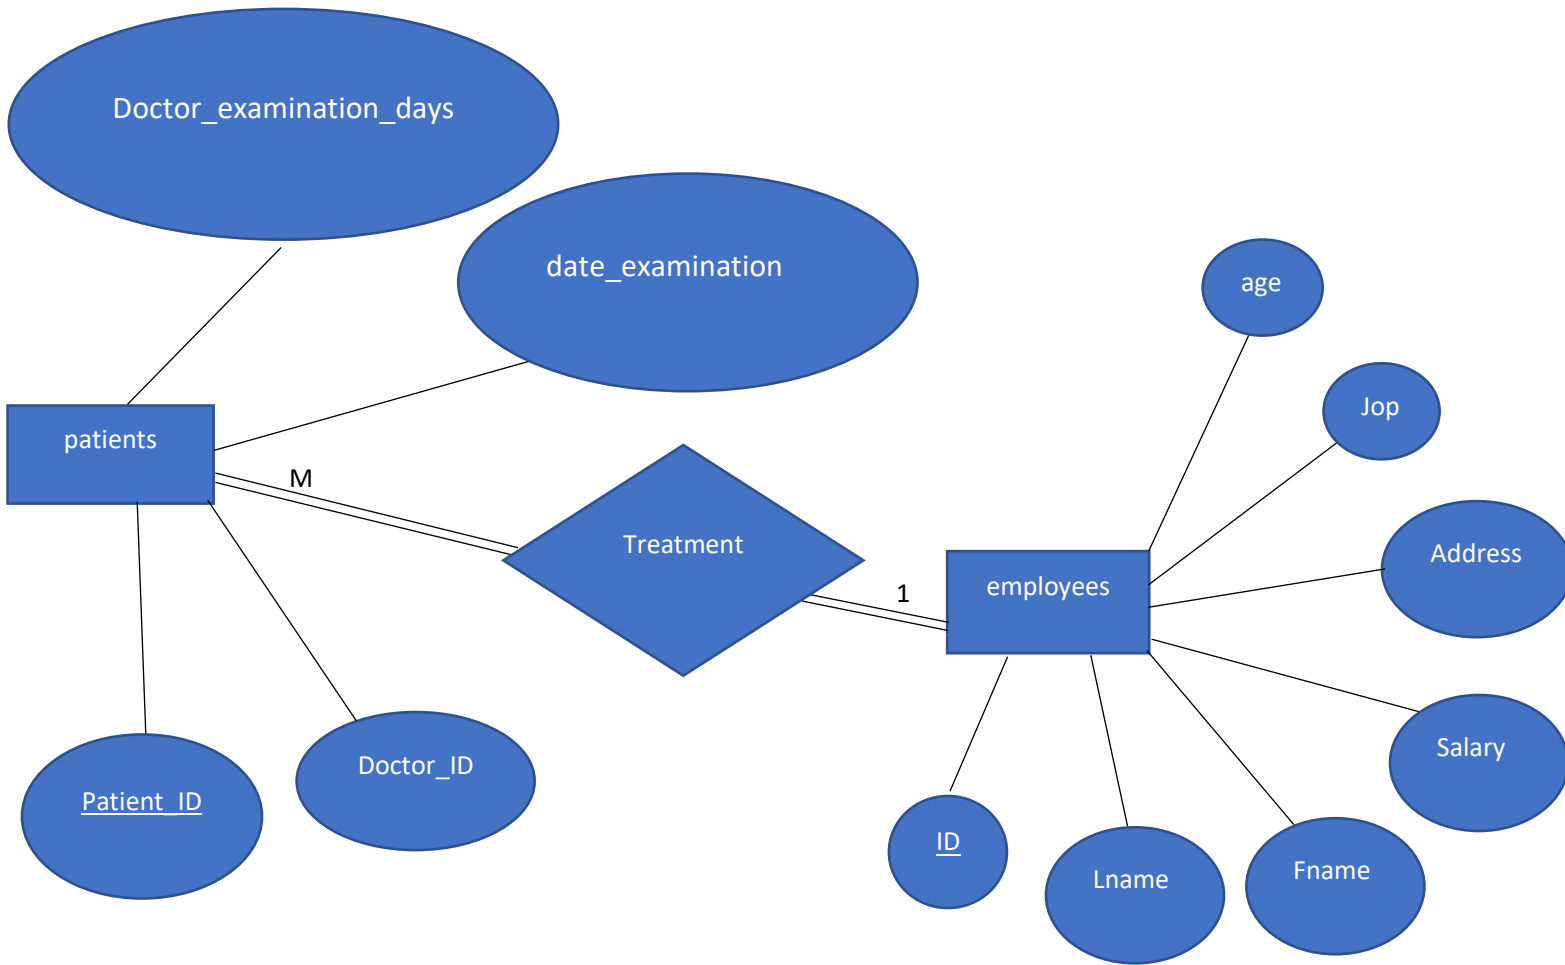 Doctor_examination_days
date_examination
age
Jop
patients
M
Treatment
Address
employees
1
Salary
Doctor_ID
Patient_ID
ID
Lname
Fname